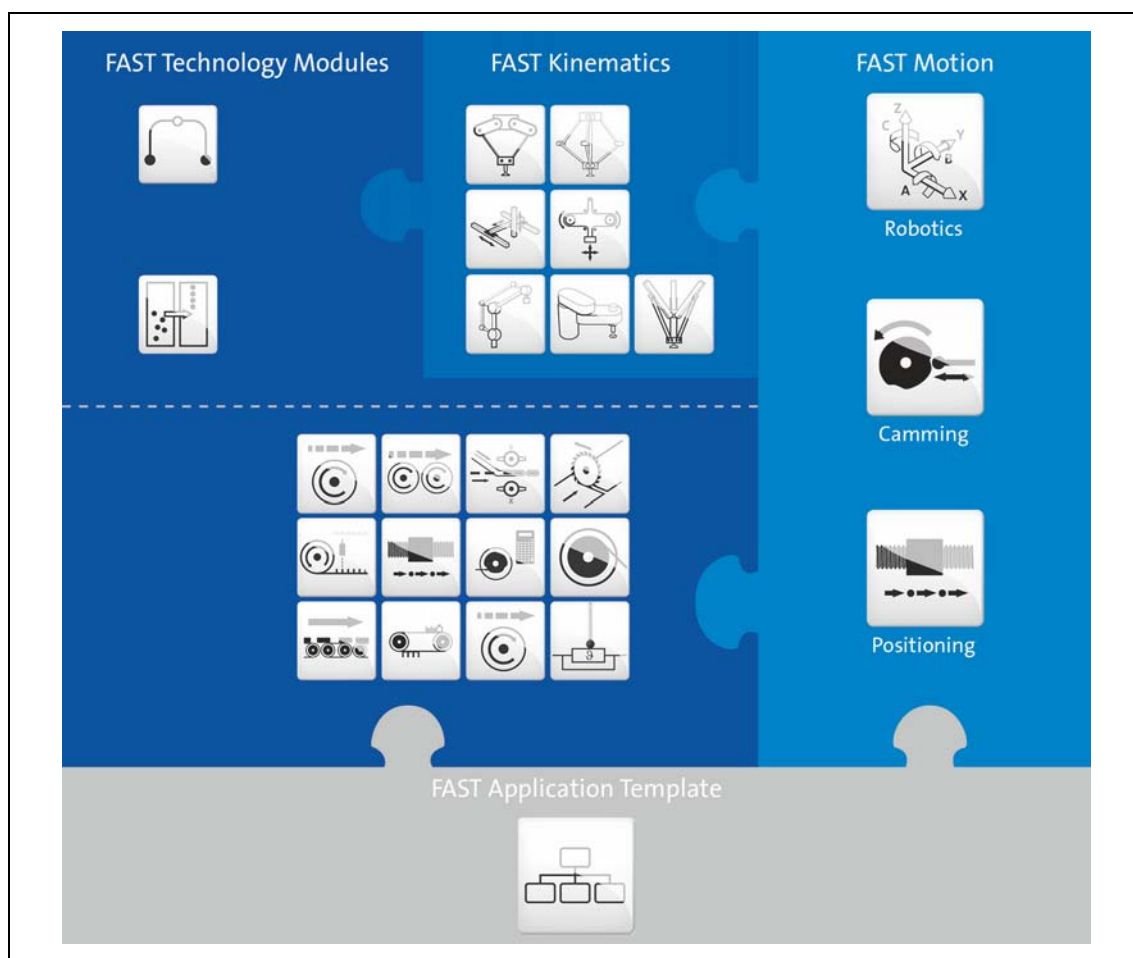 FAST Technology Modules
FAST Kinematics
FAST Motion
Z
C
Y
B
A
X
Robotics
Camming
Positioning
ϑ
FAST Application Template